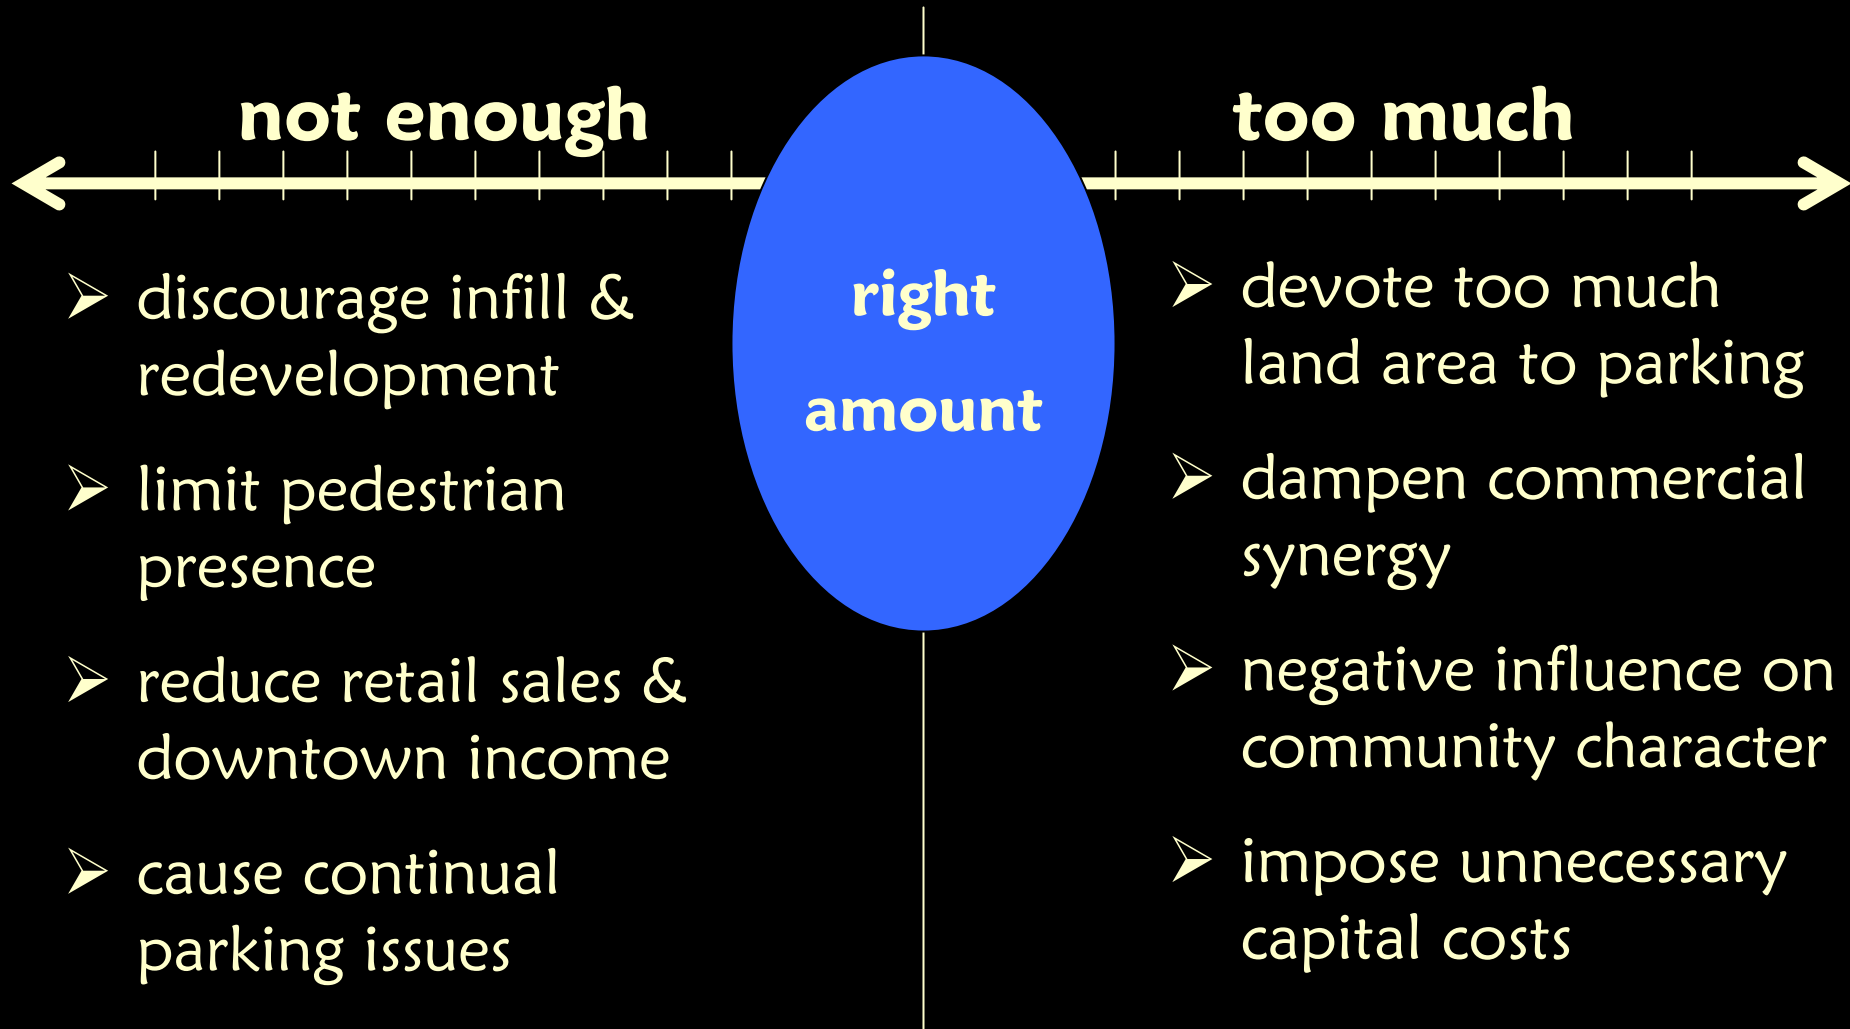 not enough
too much
right
amount
➢ discourage infill &
redevelopment
➢ limit pedestrian
presence
➢ reduce retail sales &
downtown income
➢ cause continual
parking issues
➢ devote too much
land area to parking
➢ dampen commercial
synergy
➢ negative influence on
community character
➢ impose unnecessary
capital costs